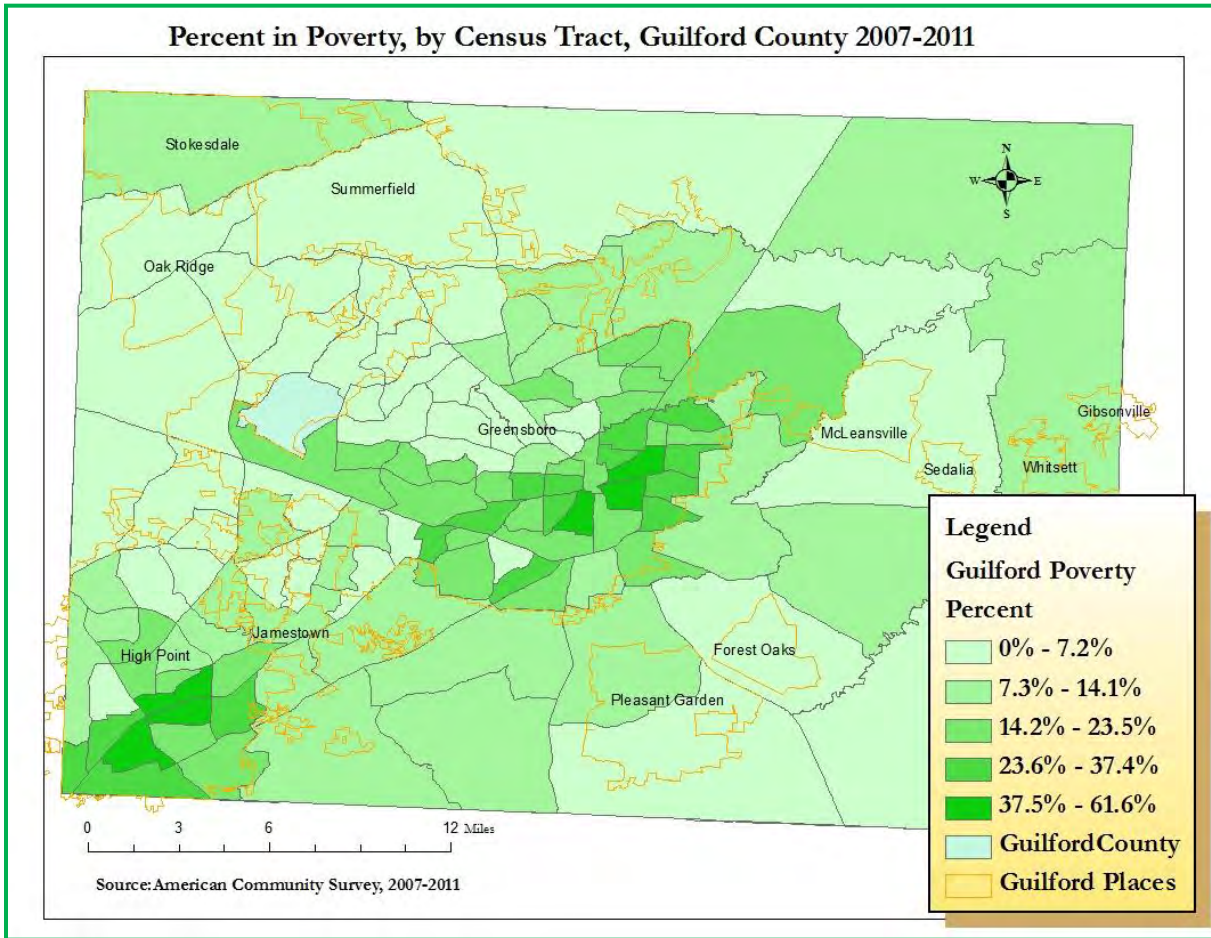 Percent in Poverty, by Census Tract, Guilford County 2007-2011
Stokesdale
N
Summerfield
W
E
S
Oak Ridge
Gibsonville
Greensboro
McLeansville
Sedalia
Whitsett
Legend
Guilford Poverty
Percent
0% - 7.2%
7.3% - 14.1%
14.2% - 23.5%
23.6% - 37.4%
37.5% - 61.6%
GuilfordCounty
Guilford Places
Jamestown
High Point
Forest Oaks
Pleasant Garden
0 3 6 12 Miles
Source:American Community Survey, 2007-2011